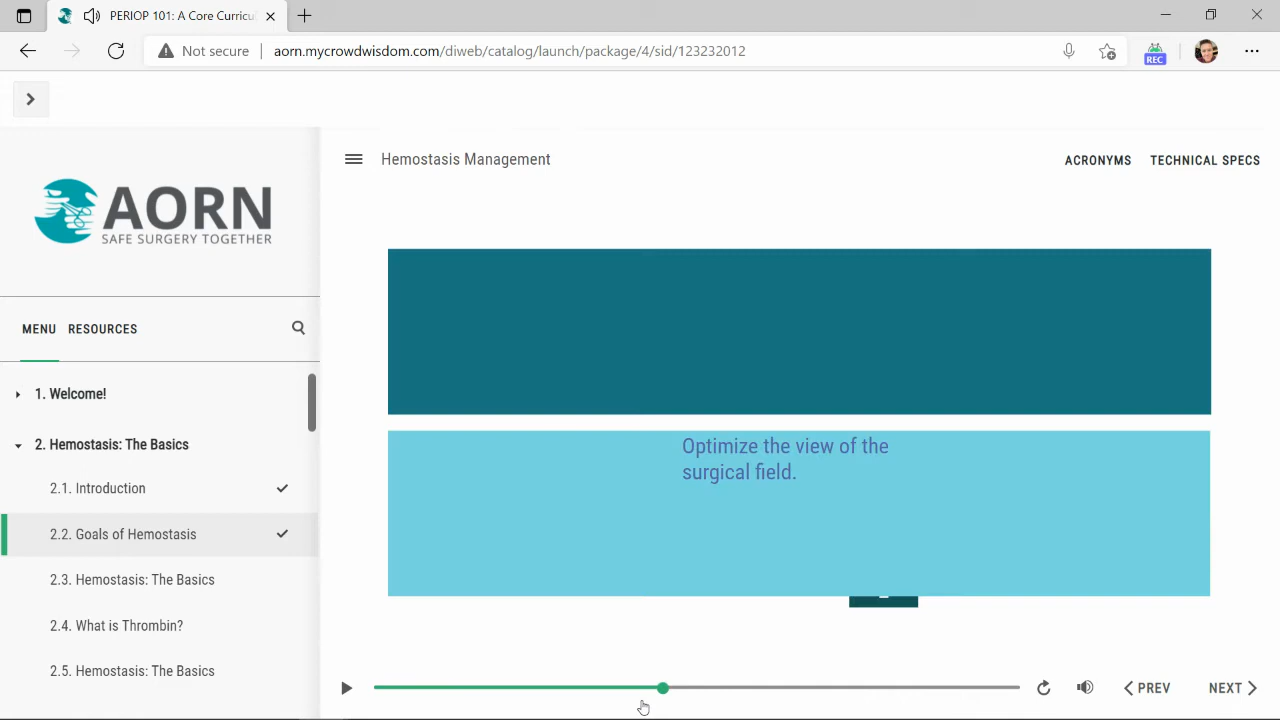 PERIOP 101: A Core Curricu
Not secure
aorn.mycrowdwisdom.com/diweb/catalog/launch/package/4/sid/123232012
REC
AORN
SAFE SURGERY TOGETHER
Hemostasis Management
ACRONYMS
TECHNICAL SPECS
MENU
RESOURCES
1. Welcome!
2. Hemostasis: The Basics
2.1. Introduction
2.2. Goals of Hemostasis
2.3. Hemostasis: The Basics
2.4. What is Thrombin?
2.5. Hemostasis: The Basics
Optimize the view of the
surgical field.
PREV
NEXT